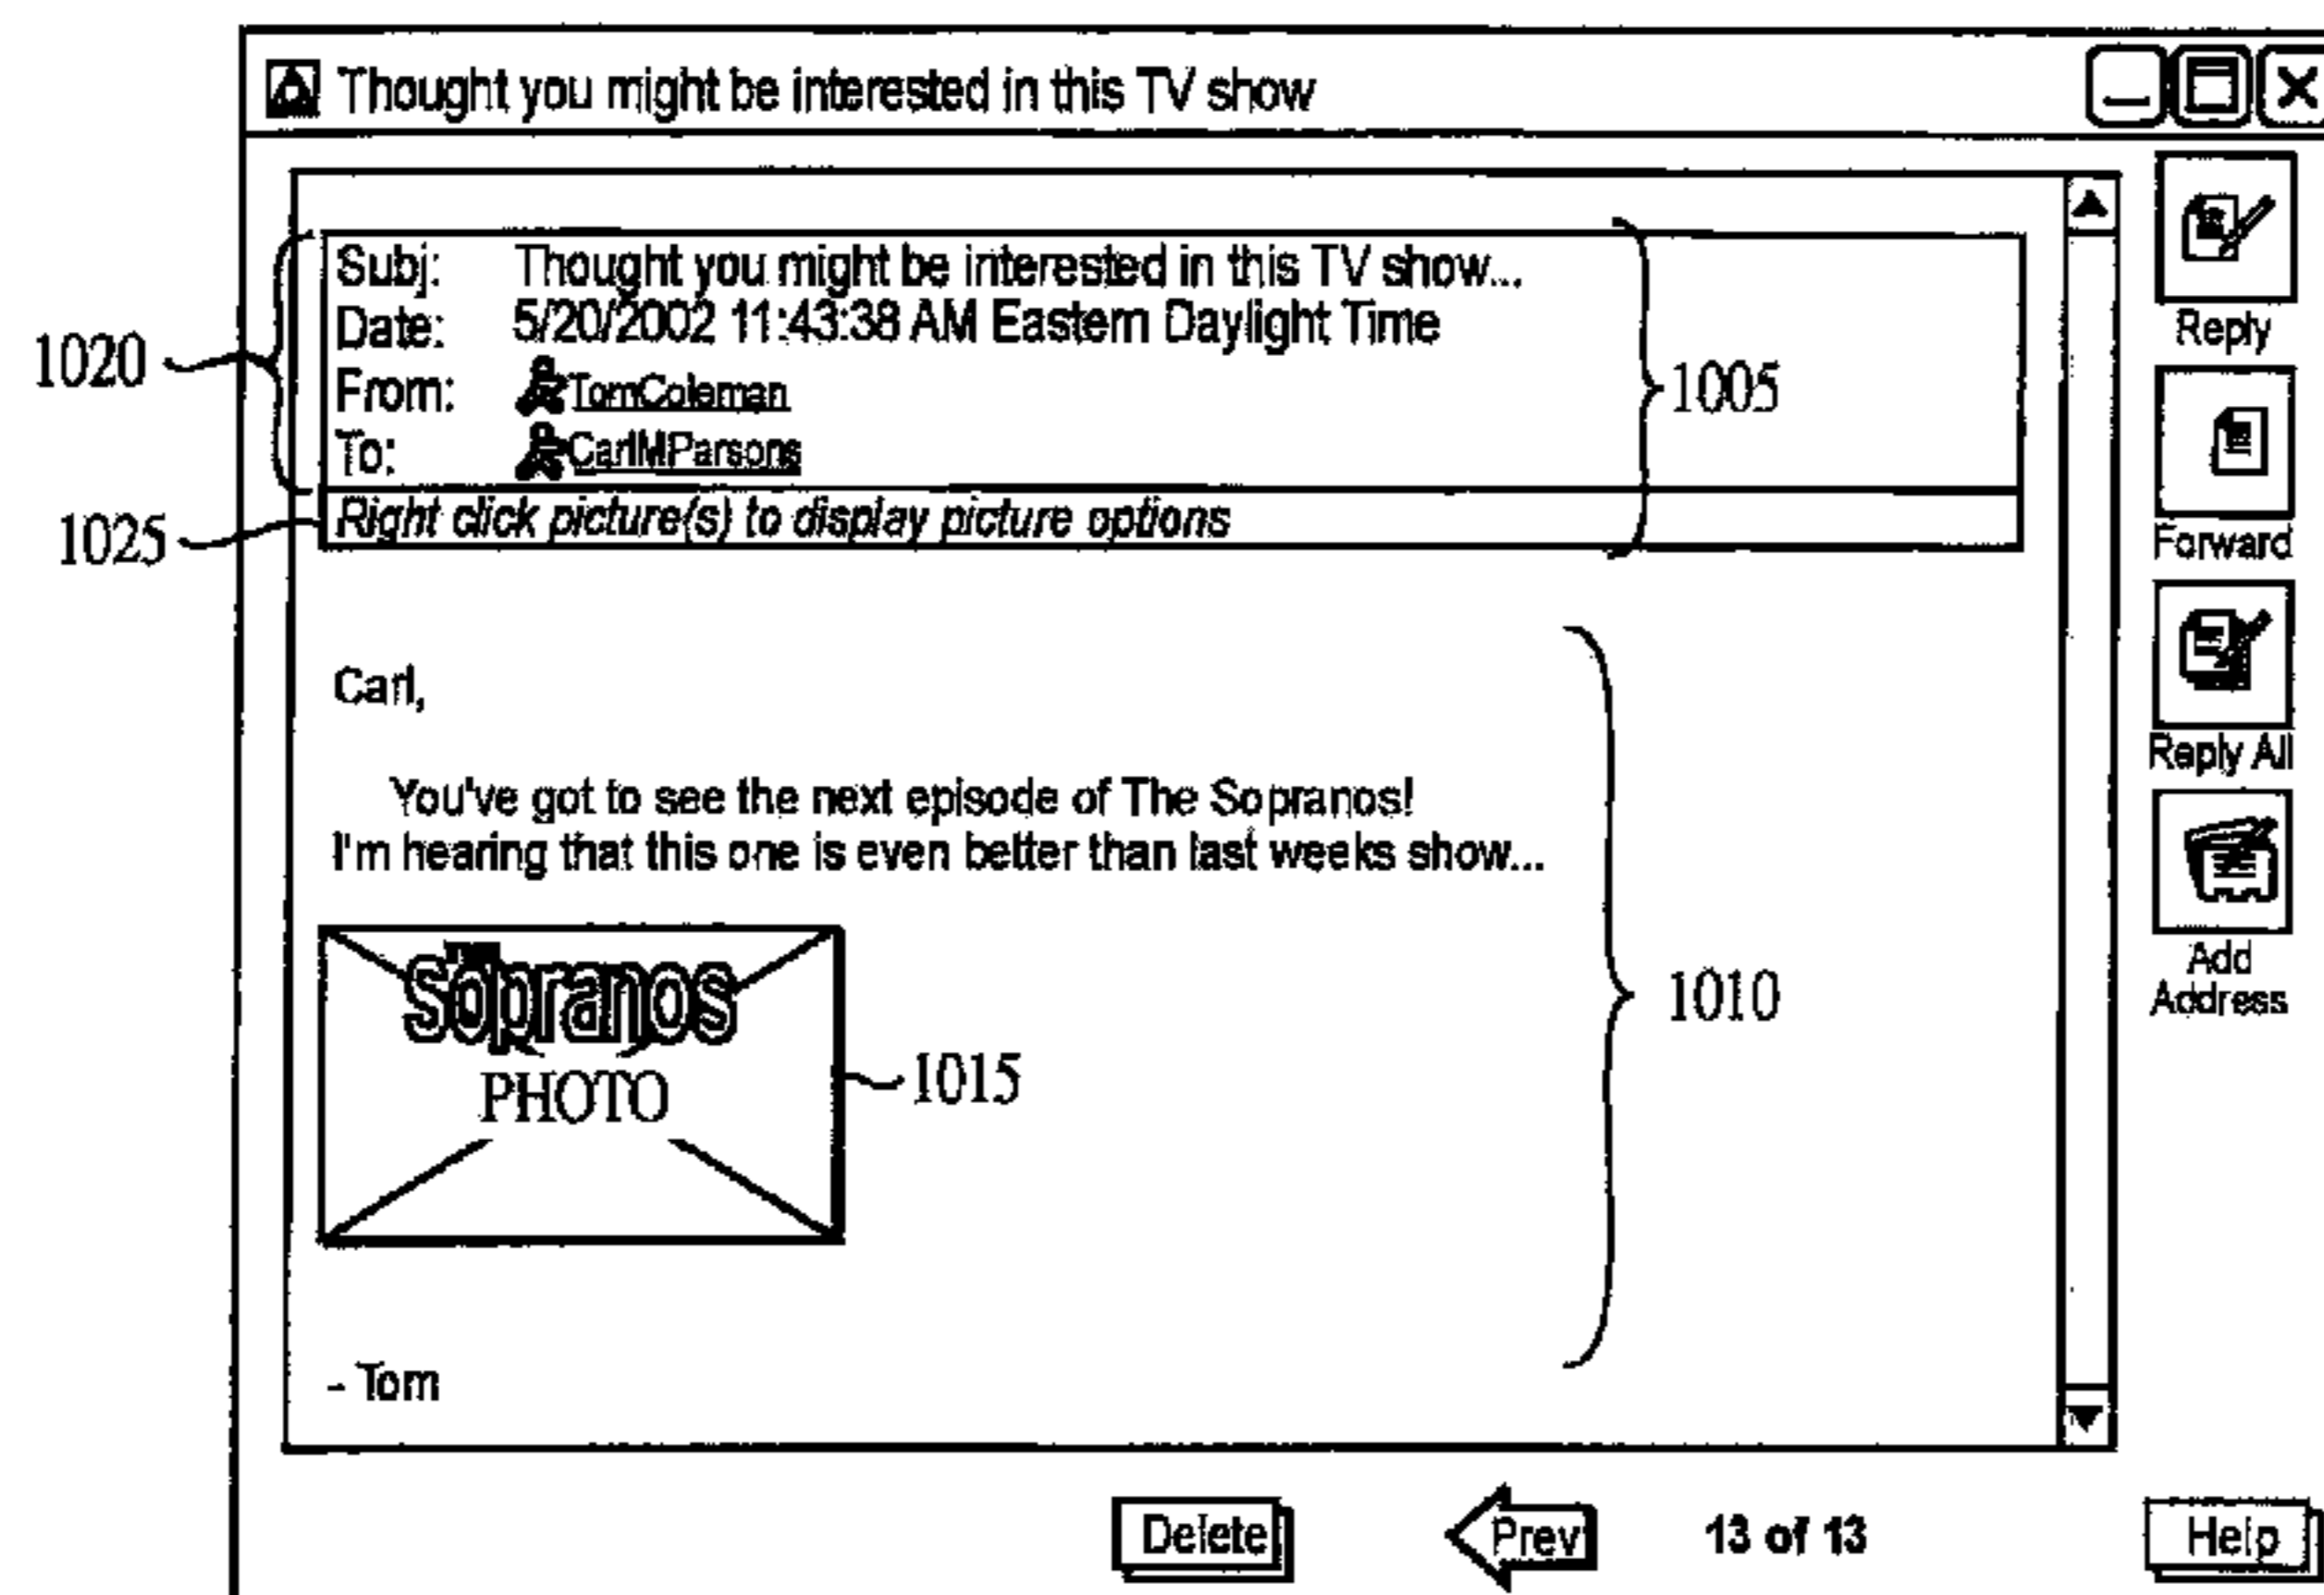 Thought you might be interested in this TV show
Subj: Thought you might be interested in this TV show...
Date: 5/20/2002 11:43:38 AM Eastern Daylight Time
From: TomColeman
To: CarlMParsons
Right click picture(s) to display picture options
1020
1025
1005
Carl,
You've got to see the next episode of The Sopranos!
I'm hearing that this one is even better than last weeks show...
Sopranos
PHOTO
1015
1010
- Tom
Reply
Forward
Reply All
Add
Address
Delete
Prev
13 of 13
Help